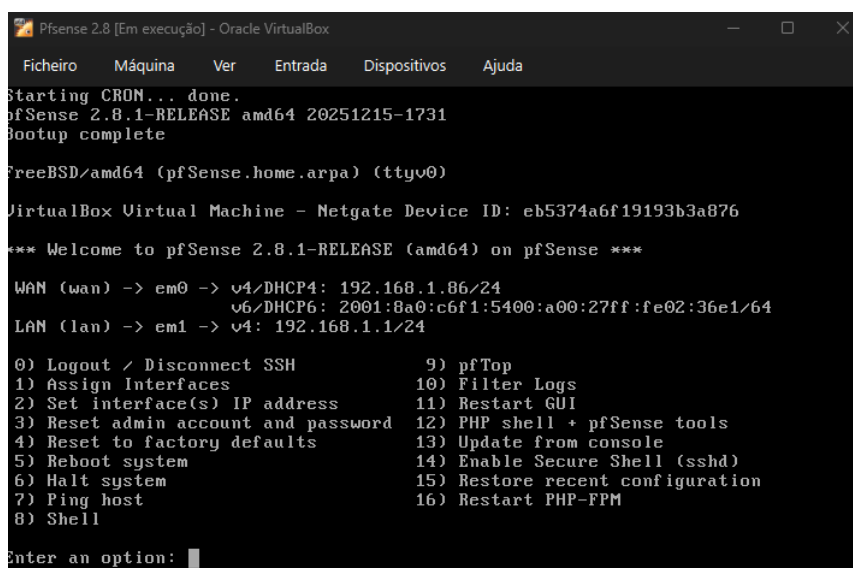 Pfsense 2.8 [Em execução] - Oracle VirtualBox
Ficheiro Máquina Ver Entrada Dispositivos Ajuda
Starting CRON... done.
pfSense 2.8.1-RELEASE amd64 20251215-1731
Bootup complete
FreeBSD/amd64 (pfSense.home.arpa) (ttyv0)
VirtualBox Virtual Machine - Netgate Device ID: eb5374a6f19193b3a876
*** Welcome to pfSense 2.8.1-RELEASE (amd64) on pfSense ***
WAN (wan) -> em0 -> v4/DHCP4: 192.168.1.86/24
v6/DHCP6: 2001:8a0:c6f1:5400:a00:27ff:fe02:36e1/64
LAN (lan) -> em1 -> v4: 192.168.1.1/24
0) Logout / Disconnect SSH 9) pfTop
1) Assign Interfaces 10) Filter Logs
2) Set interface(s) IP address 11) Restart GUI
3) Reset admin account and password 12) PHP shell + pfSense tools
4) Reset to factory defaults 13) Update from console
5) Reboot system 14) Enable Secure Shell (sshd)
6) Halt system 15) Restore recent configuration
7) Ping host 16) Restart PHP-FPM
8) Shell
Enter an option: